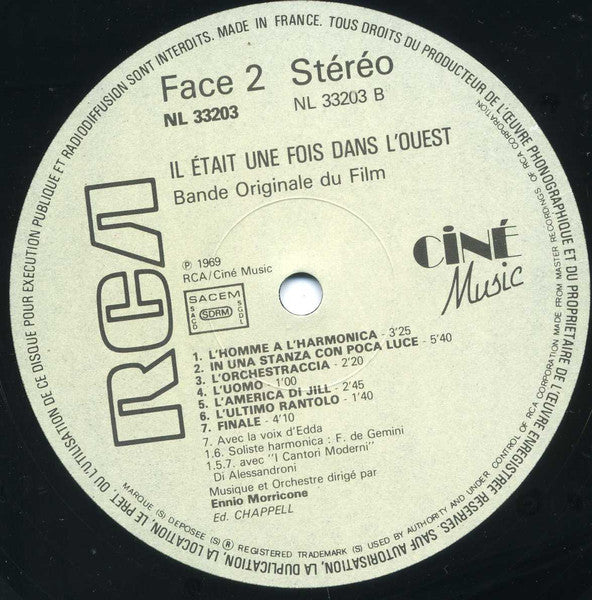 MADE IN FRANCE. TOUS DROITS DU PRODUCTEUR DE L'ŒUVRE PHONOGRAPHIQUE ET DU PROPRIETAIRE DE L'ŒUVRE ENREGISTREE RESERVES. SAUF AUTORISATION, LA DUPLICATION, LA LOCATION, LE PRET, OU L'UTILISATION DE CE DISQUE POUR EXECUTION PUBLIQUE ET RADIODIFFUSION SONT INTERDITS.
Face 2 Stéréo
NL 33203 NL 33203 B
IL ÉTAIT UNE FOIS DANS L'OUEST
Bande Originale du Film
RCA
CINÉ
Music
℗ 1969
RCA/Ciné Music
SACEM
SACD SDRM SGDL
1. L'HOMME A L'HARMONICA - 3'25
2. IN UNA STANZA CON POCA LUCE - 5'40
3. L'ORCHESTRACCIA - 2'20
4. L'UOMO - 1'00
5. L'AMERICA DI JILL - 2'45
6. L'ULTIMO RANTOLO - 1'40
7. FINALE - 4'10
7. Avec la voix d'Edda
1.6. Soliste harmonica : F. de Gemini
1.5.7. avec "I Cantori Moderni"
Di Alessandroni
Musique et Orchestre dirigé par
Ennio Morricone
Ed. CHAPPELL
MARQUE (S) DEPOSEE (S) ® REGISTERED TRADEMARK (S) USED BY AUTHORITY AND UNDER CONTROL OF RCA CORPORATION MADE FROM MASTER RECORDINGS OF RCA CORPORATION